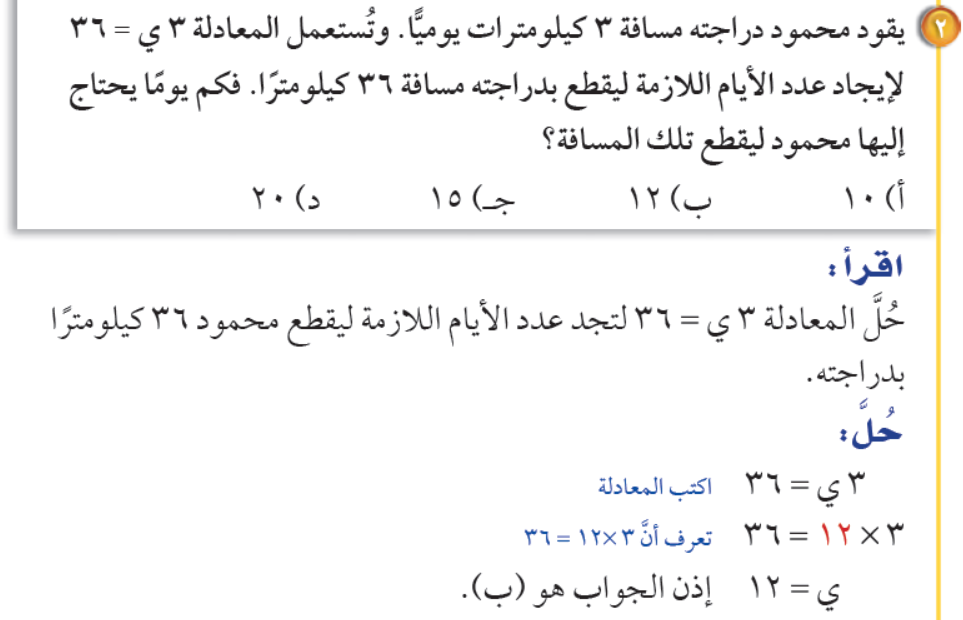 ٢ يقود محمود دراجته مسافة ٣ كيلومترات يوميًّا. وتُستعمل المعادلة ٣ ي = ٣٦
لإيجاد عدد الأيام اللازمة ليقطع بدراجته مسافة ٣٦ كيلومترًا. فكم يومًا يحتاج
إليها محمود ليقطع تلك المسافة؟
أ) ١٠ ب) ١٢ جـ) ١٥ د) ٢٠
اقرأ:
حُلَّ المعادلة ٣ ي = ٣٦ لتجد عدد الأيام اللازمة ليقطع محمود ٣٦ كيلومترًا
بدراجته.
حُلَّ:
٣ ي = ٣٦ اكتب المعادلة
٣ × ١٢ = ٣٦ تعرف أنَّ ٣ × ١٢ = ٣٦
ي = ١٢ إذن الجواب هو (ب).